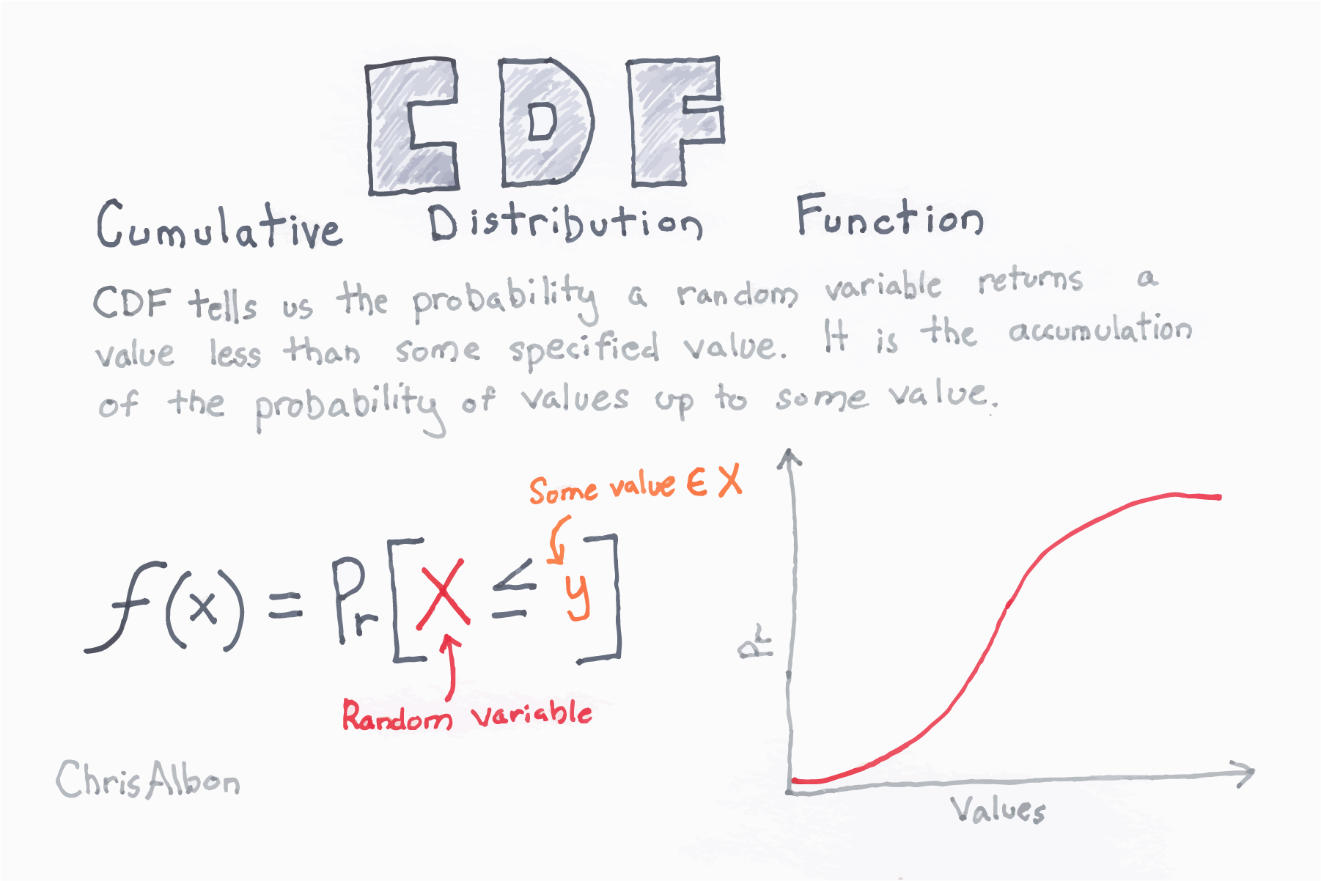 CDF
Cumulative Distribution Function
CDF tells us the probability a random variable returns a
value less than some specified value. It is the accumulation
of the probability of values up to some value.
Some value ∈ X
f(x) = Pr[X ≤ y]
Random variable
Pr
Values
Chris Albon